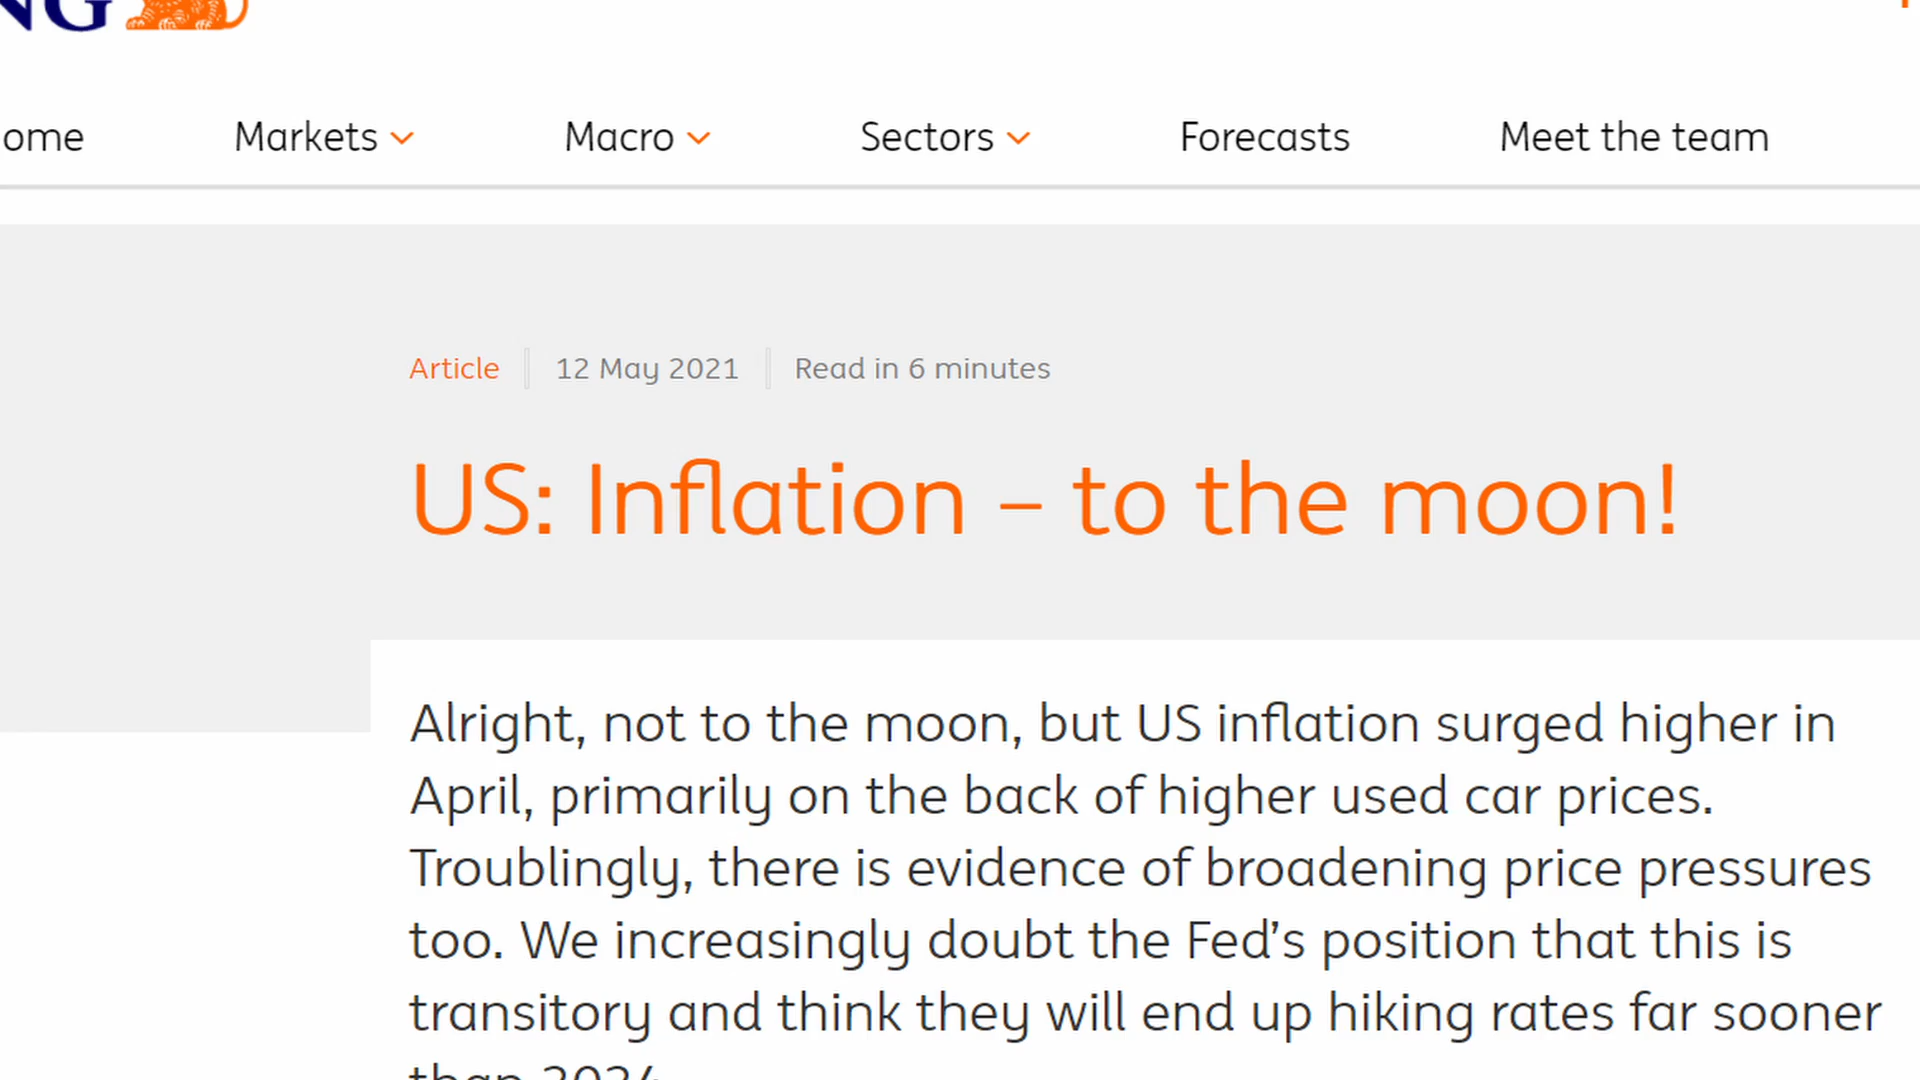 NG
ome Markets Macro Sectors Forecasts Meet the team
Article 12 May 2021 Read in 6 minutes
US: Inflation – to the moon!
Alright, not to the moon, but US inflation surged higher in
April, primarily on the back of higher used car prices.
Troublingly, there is evidence of broadening price pressures
too. We increasingly doubt the Fed’s position that this is
transitory and think they will end up hiking rates far sooner
than